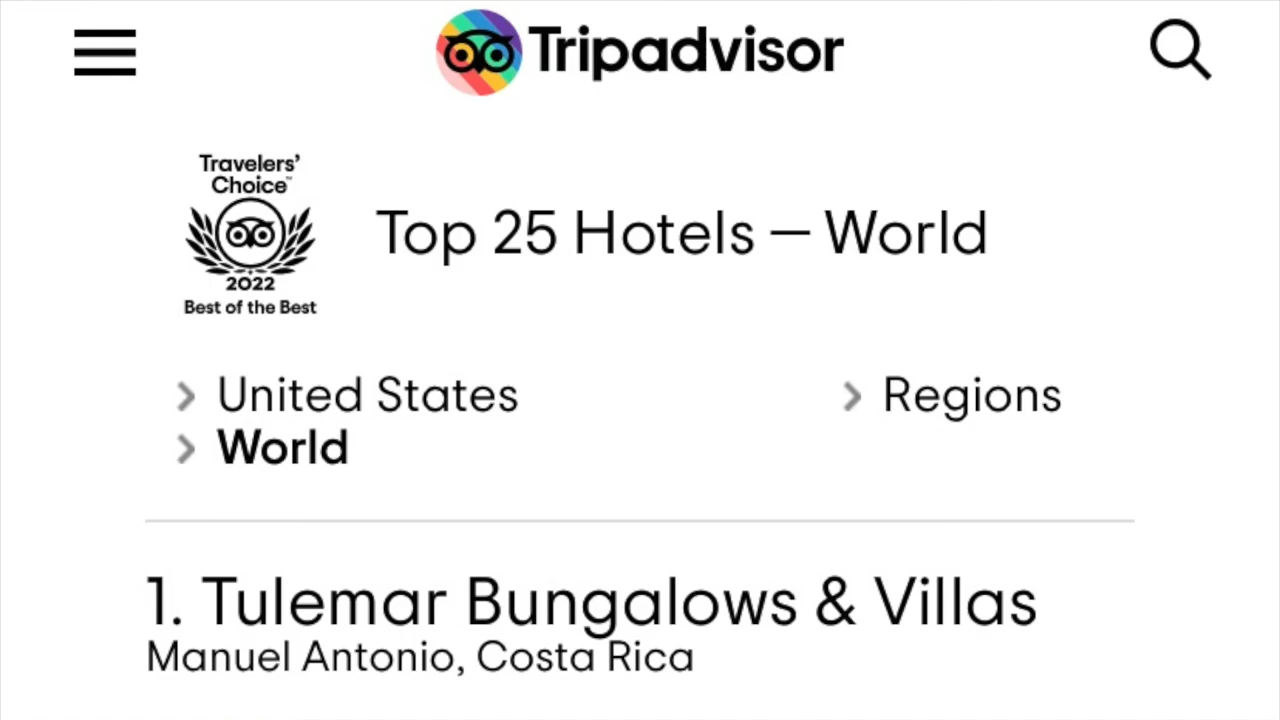 Tripadvisor
Travelers'
Choice™
2022
Best of the Best
Top 25 Hotels – World
United States
Regions
World
1. Tulemar Bungalows & Villas
Manuel Antonio, Costa Rica